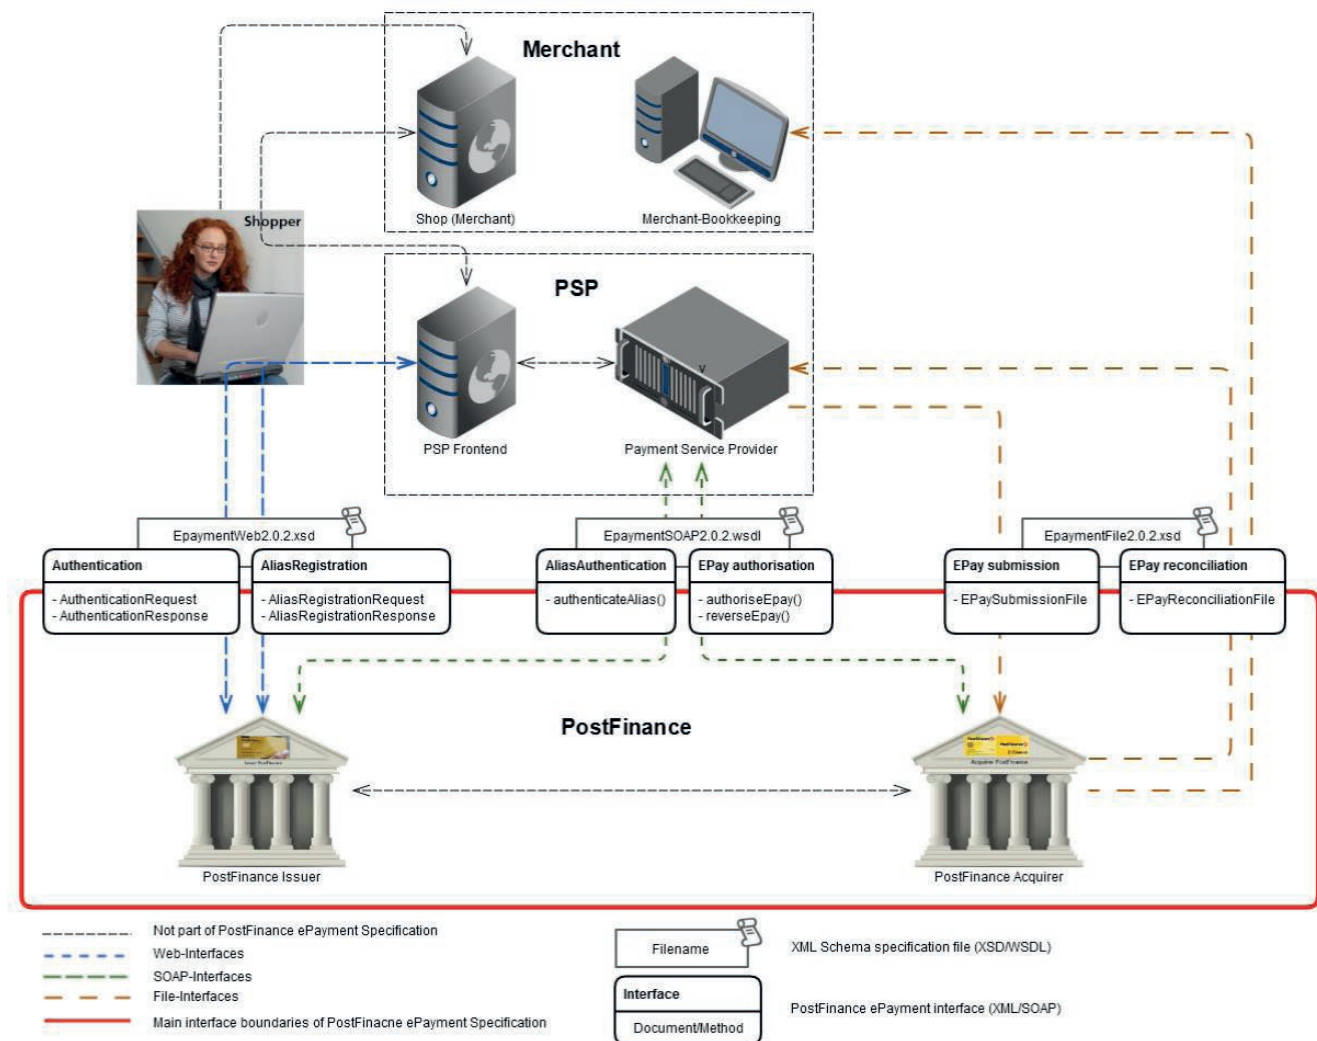 Merchant
Shop (Merchant)
Merchant-Bookkeeping
Shopper
PSP
V
PSP Frontend
Payment Service Provider
EpaymentWeb2.0.2.xsd
EpaymentSOAP2.0.2.wsdl
EpaymentFile2.0.2.xsd
Authentication
- AuthenticationRequest
- AuthenticationResponse
AliasRegistration
- AliasRegistrationRequest
- AliasRegistrationResponse
AliasAuthentication
- authenticateAlias()
EPay authorisation
- authoriseEpay()
- reverseEpay()
EPay submission
- EPaySubmissionFile
EPay reconciliation
- EPayReconciliationFile
PostFinance
Issuer PostFinance
Acquirer PostFinance
PostFinance Issuer
PostFinance Acquirer
Not part of PostFinance ePayment Specification
Web-Interfaces
SOAP-Interfaces
File-Interfaces
Main interface boundaries of PostFinacne ePayment Specification
Filename
XML Schema specification file (XSD/WSDL)
Interface
Document/Method
PostFinance ePayment interface (XML/SOAP)